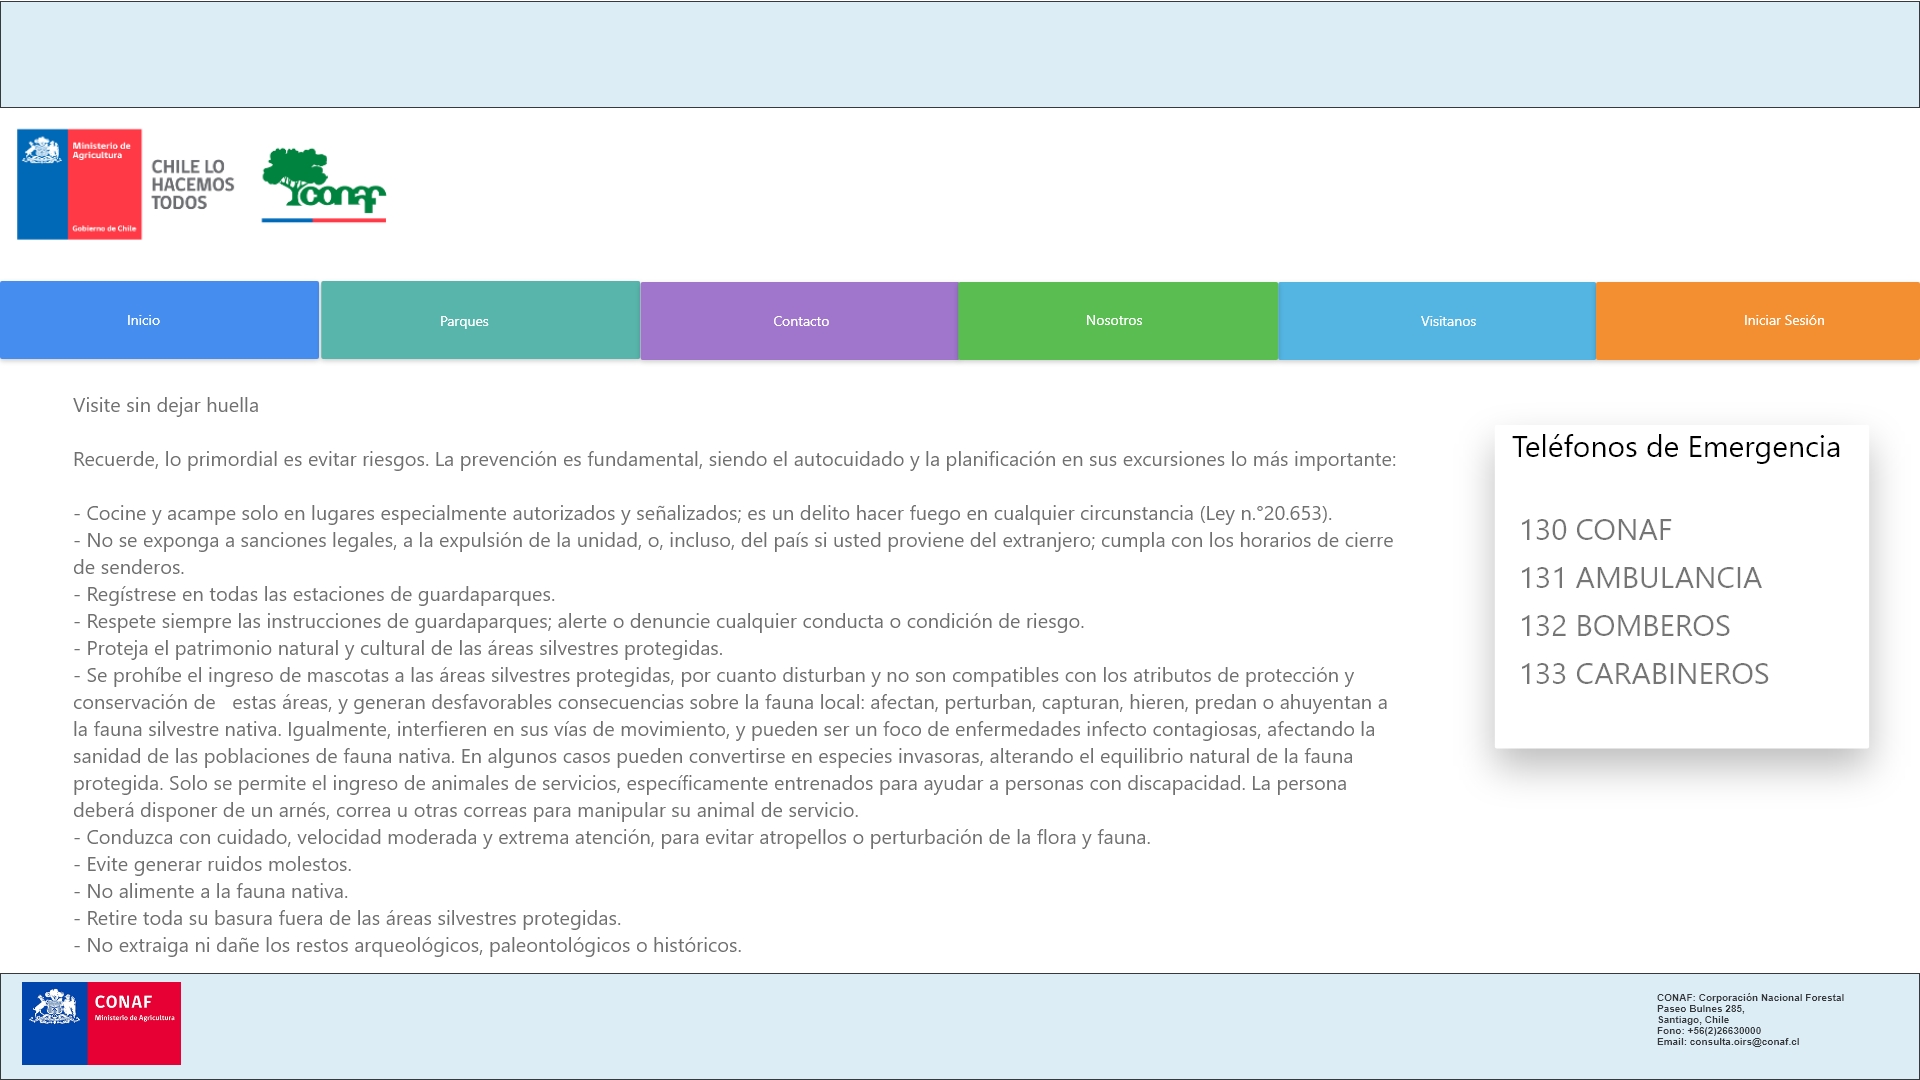 Ministerio de
Agricultura
Gobierno de Chile
CHILE LO
HACEMOS
TODOS
conaf
Inicio
Parques
Contacto
Nosotros
Visitanos
Iniciar Sesión
Visite sin dejar huella
Recuerde, lo primordial es evitar riesgos. La prevención es fundamental, siendo el autocuidado y la planificación en sus excursiones lo más importante:
- Cocine y acampe solo en lugares especialmente autorizados y señalizados; es un delito hacer fuego en cualquier circunstancia (Ley n.°20.653).
- No se exponga a sanciones legales, a la expulsión de la unidad, o, incluso, del país si usted proviene del extranjero; cumpla con los horarios de cierre
de senderos.
- Regístrese en todas las estaciones de guardaparques.
- Respete siempre las instrucciones de guardaparques; alerte o denuncie cualquier conducta o condición de riesgo.
- Proteja el patrimonio natural y cultural de las áreas silvestres protegidas.
- Se prohíbe el ingreso de mascotas a las áreas silvestres protegidas, por cuanto disturban y no son compatibles con los atributos de protección y
conservación de   estas áreas, y generan desfavorables consecuencias sobre la fauna local: afectan, perturban, capturan, hieren, predan o ahuyentan a
la fauna silvestre nativa. Igualmente, interfieren en sus vías de movimiento, y pueden ser un foco de enfermedades infecto contagiosas, afectando la
sanidad de las poblaciones de fauna nativa. En algunos casos pueden convertirse en especies invasoras, alterando el equilibrio natural de la fauna
protegida. Solo se permite el ingreso de animales de servicios, específicamente entrenados para ayudar a personas con discapacidad. La persona
deberá disponer de un arnés, correa u otras correas para manipular su animal de servicio.
- Conduzca con cuidado, velocidad moderada y extrema atención, para evitar atropellos o perturbación de la flora y fauna.
- Evite generar ruidos molestos.
- No alimente a la fauna nativa.
- Retire toda su basura fuera de las áreas silvestres protegidas.
- No extraiga ni dañe los restos arqueológicos, paleontológicos o históricos.
Teléfonos de Emergencia
130 CONAF
131 AMBULANCIA
132 BOMBEROS
133 CARABINEROS
CONAF
Ministerio de Agricultura
CONAF: Corporación Nacional Forestal
Paseo Bulnes 285,
Santiago, Chile
Fono: +56(2)26630000
Email: consulta.oirs@conaf.cl